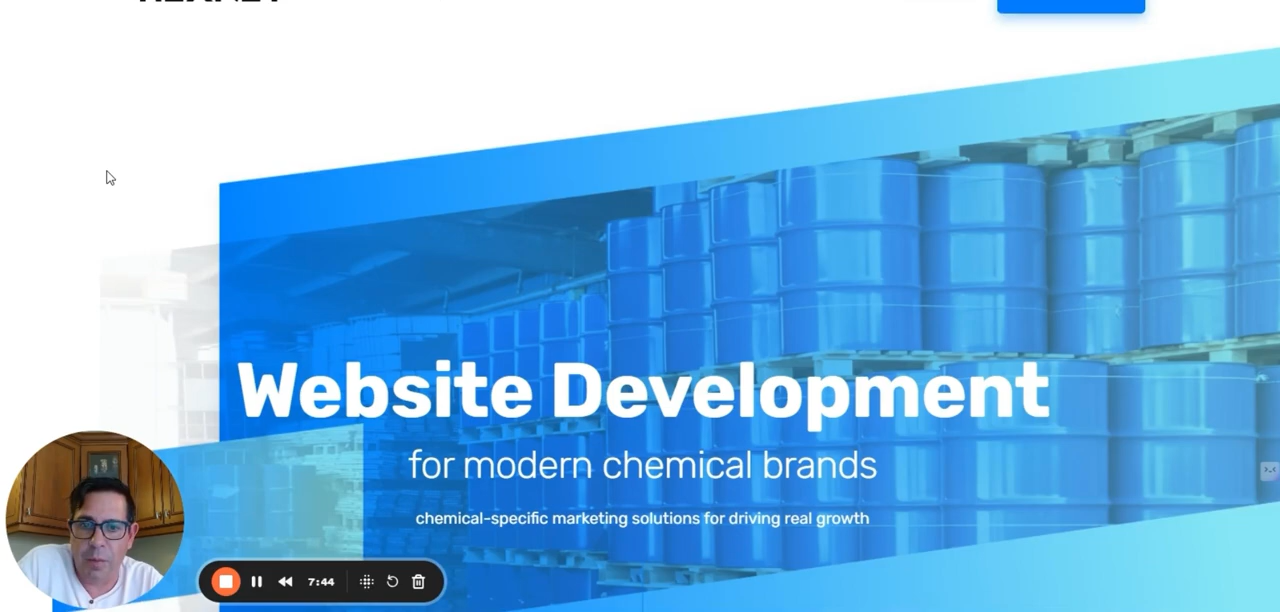 Website Development
for modern chemical brands
chemical-specific marketing solutions for driving real growth
7:44